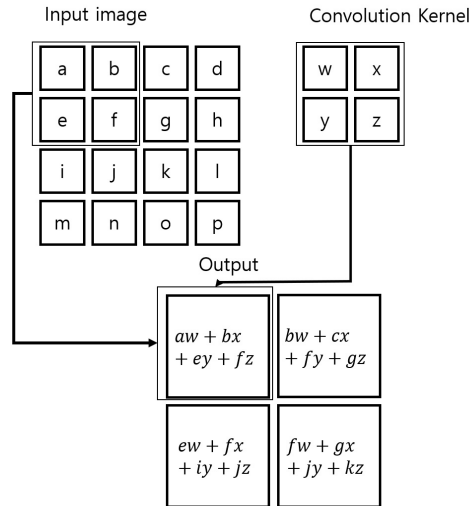 Input image
Convolution Kernel
a b c d
w x
e f g h
y z
i j k l
m n o p
Output
aw + bx
+ ey + fz
bw + cx
+ fy + gz
ew + fx
+ iy + jz
fw + gx
+ jy + kz